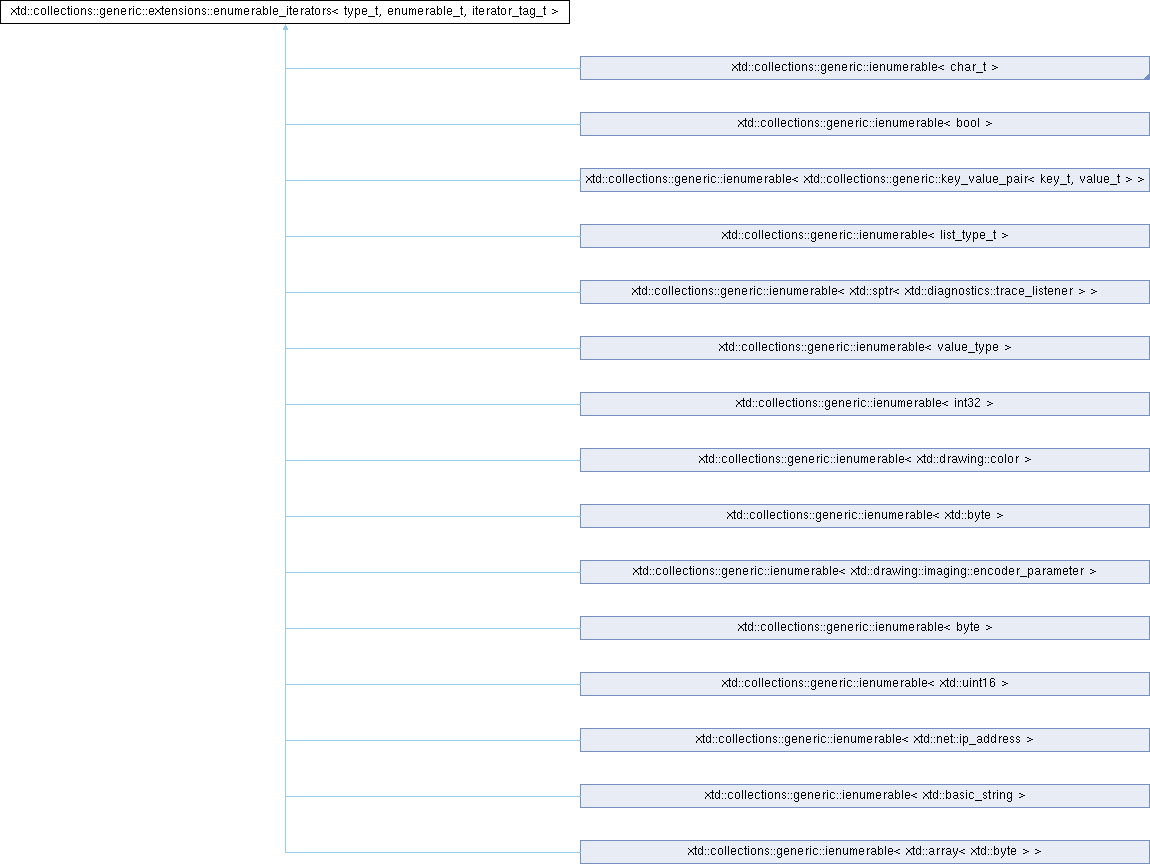 xtd::collections::generic::extensions::enumerable_iterators< type_t, enumerable_t, iterator_tag_t >
xtd::collections::generic::ienumerable< char_t >
xtd::collections::generic::ienumerable< bool >
xtd::collections::generic::ienumerable< xtd::collections::generic::key_value_pair< key_t, value_t > >
xtd::collections::generic::ienumerable< list_type_t >
xtd::collections::generic::ienumerable< xtd::sptr< xtd::diagnostics::trace_listener > >
xtd::collections::generic::ienumerable< value_type >
xtd::collections::generic::ienumerable< int32 >
xtd::collections::generic::ienumerable< xtd::drawing::color >
xtd::collections::generic::ienumerable< xtd::byte >
xtd::collections::generic::ienumerable< xtd::drawing::imaging::encoder_parameter >
xtd::collections::generic::ienumerable< byte >
xtd::collections::generic::ienumerable< xtd::uint16 >
xtd::collections::generic::ienumerable< xtd::net::ip_address >
xtd::collections::generic::ienumerable< xtd::basic_string >
xtd::collections::generic::ienumerable< xtd::array< xtd::byte > >